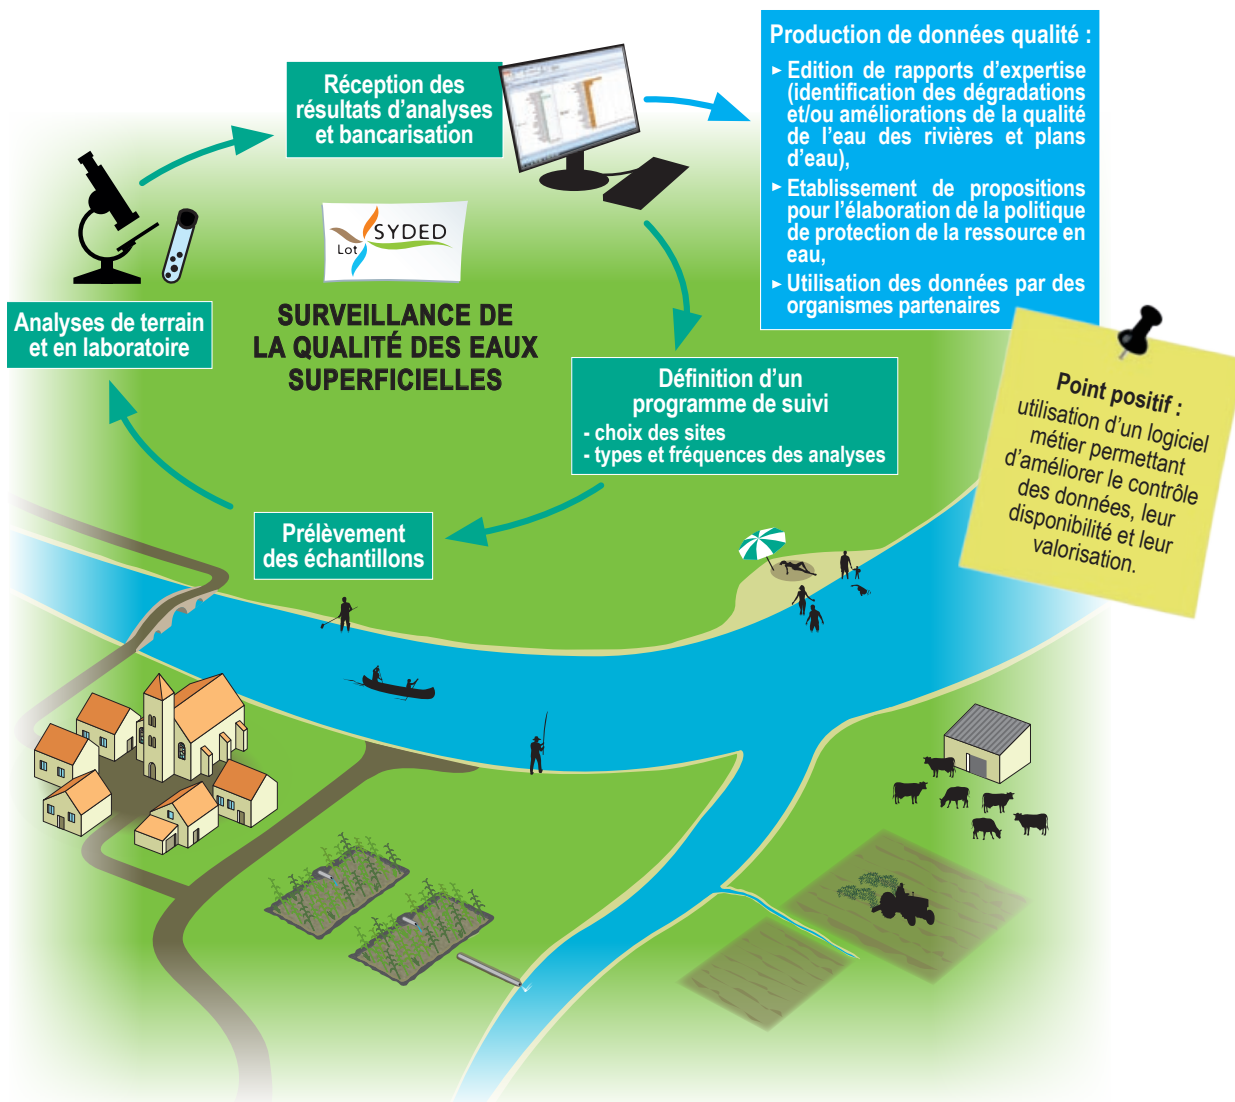 Réception des
résultats d'analyses
et bancarisation
Production de données qualité :
► Edition de rapports d'expertise
(identification des dégradations
et/ou améliorations de la qualité
de l'eau des rivières et plans
d'eau),
► Etablissement de propositions
pour l'élaboration de la politique
de protection de la ressource en
eau,
► Utilisation des données par des
organismes partenaires
SYDED
Lot
SURVEILLANCE DE
LA QUALITÉ DES EAUX
SUPERFICIELLES
Analyses de terrain
et en laboratoire
Définition d'un
programme de suivi
- choix des sites
- types et fréquences des analyses
Prélèvement
des échantillons
Point positif :
utilisation d'un logiciel
métier permettant
d'améliorer le contrôle
des données, leur
disponibilité et leur
valorisation.